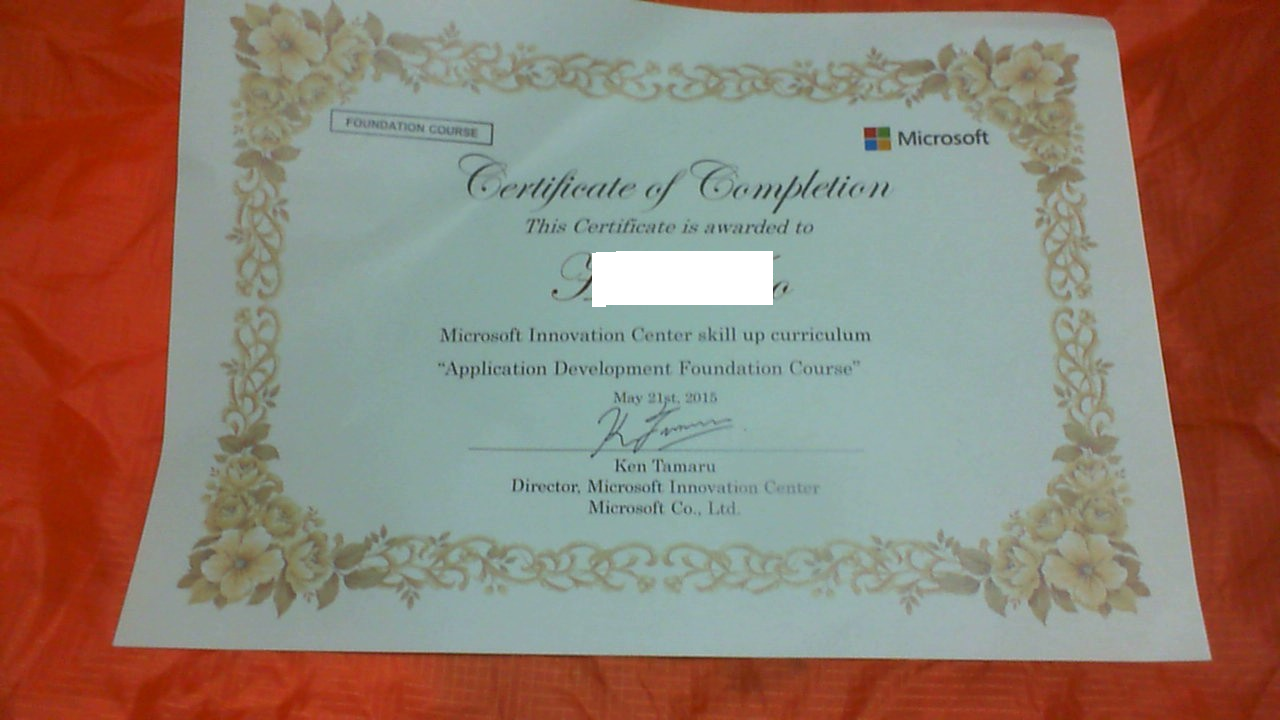 FOUNDATION COURSE
Microsoft
Certificate of Completion
This Certificate is awarded to
Microsoft Innovation Center skill up curriculum
“Application Development Foundation Course”
May 21st, 2015
Ken Tamaru
Director, Microsoft Innovation Center
Microsoft Co., Ltd.